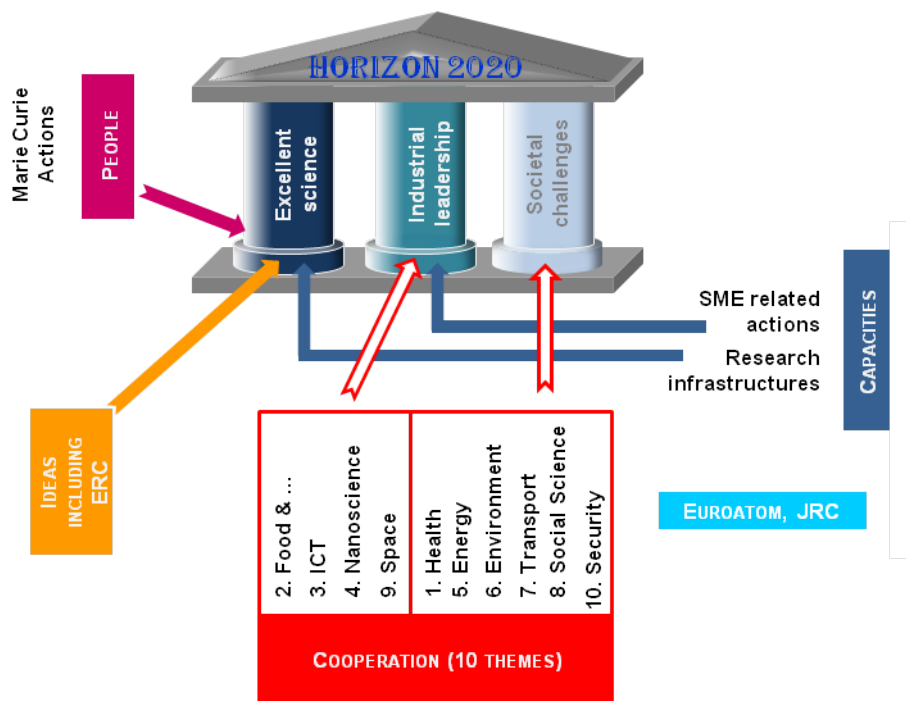 HORIZON 2020
Marie Curie
Actions
PEOPLE
Excellent
science
Industrial
leadership
Societal
challenges
SME related
actions
Research
infrastructures
CAPACITIES
IDEAS
INCLUDING
ERC
2. Food & ...
3. ICT
4. Nanoscience
9. Space
1. Health
5. Energy
6. Environment
7. Transport
8. Social Science
10. Security
EUROATOM, JRC
COOPERATION (10 THEMES)